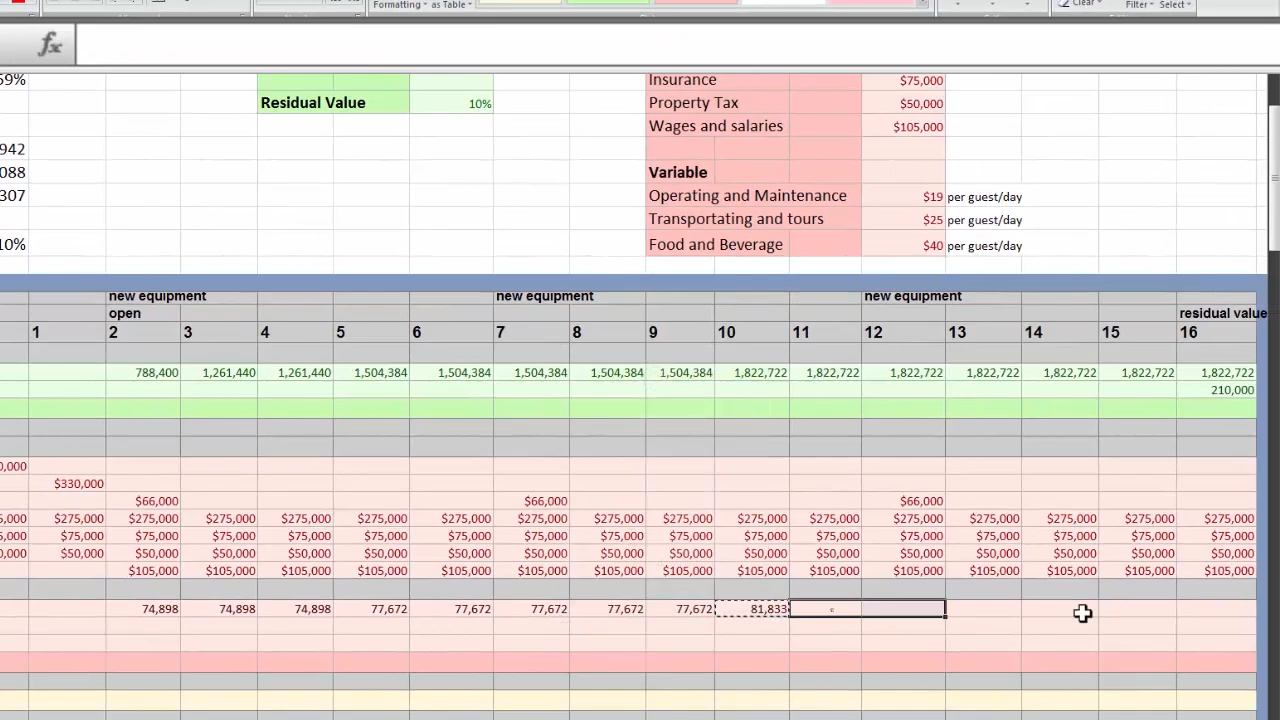 Formatting as Table Clear Filter Select
fx
59% Insurance $75,000
Residual Value 10% Property Tax $50,000
Wages and salaries $105,000
942
088 Variable
307 Operating and Maintenance $19 per guest/day
Transportating and tours $25 per guest/day
10% Food and Beverage $40 per guest/day
new equipment new equipment new equipment
open residual value
1 2 3 4 5 6 7 8 9 10 11 12 13 14 15 16
788,400 1,261,440 1,261,440 1,504,384 1,504,384 1,504,384 1,504,384 1,504,384 1,822,722 1,822,722 1,822,722 1,822,722 1,822,722 1,822,722 1,822,722
210,000
0,000
$330,000
$66,000 $66,000 $66,000
5,000 $275,000 $275,000 $275,000 $275,000 $275,000 $275,000 $275,000 $275,000 $275,000 $275,000 $275,000 $275,000 $275,000 $275,000 $275,000 $275,000
5,000 $75,000 $75,000 $75,000 $75,000 $75,000 $75,000 $75,000 $75,000 $75,000 $75,000 $75,000 $75,000 $75,000 $75,000 $75,000 $75,000
0,000 $50,000 $50,000 $50,000 $50,000 $50,000 $50,000 $50,000 $50,000 $50,000 $50,000 $50,000 $50,000 $50,000 $50,000 $50,000 $50,000
$105,000 $105,000 $105,000 $105,000 $105,000 $105,000 $105,000 $105,000 $105,000 $105,000 $105,000 $105,000 $105,000 $105,000 $105,000
74,898 74,898 74,898 77,672 77,672 77,672 77,672 77,672 81,833